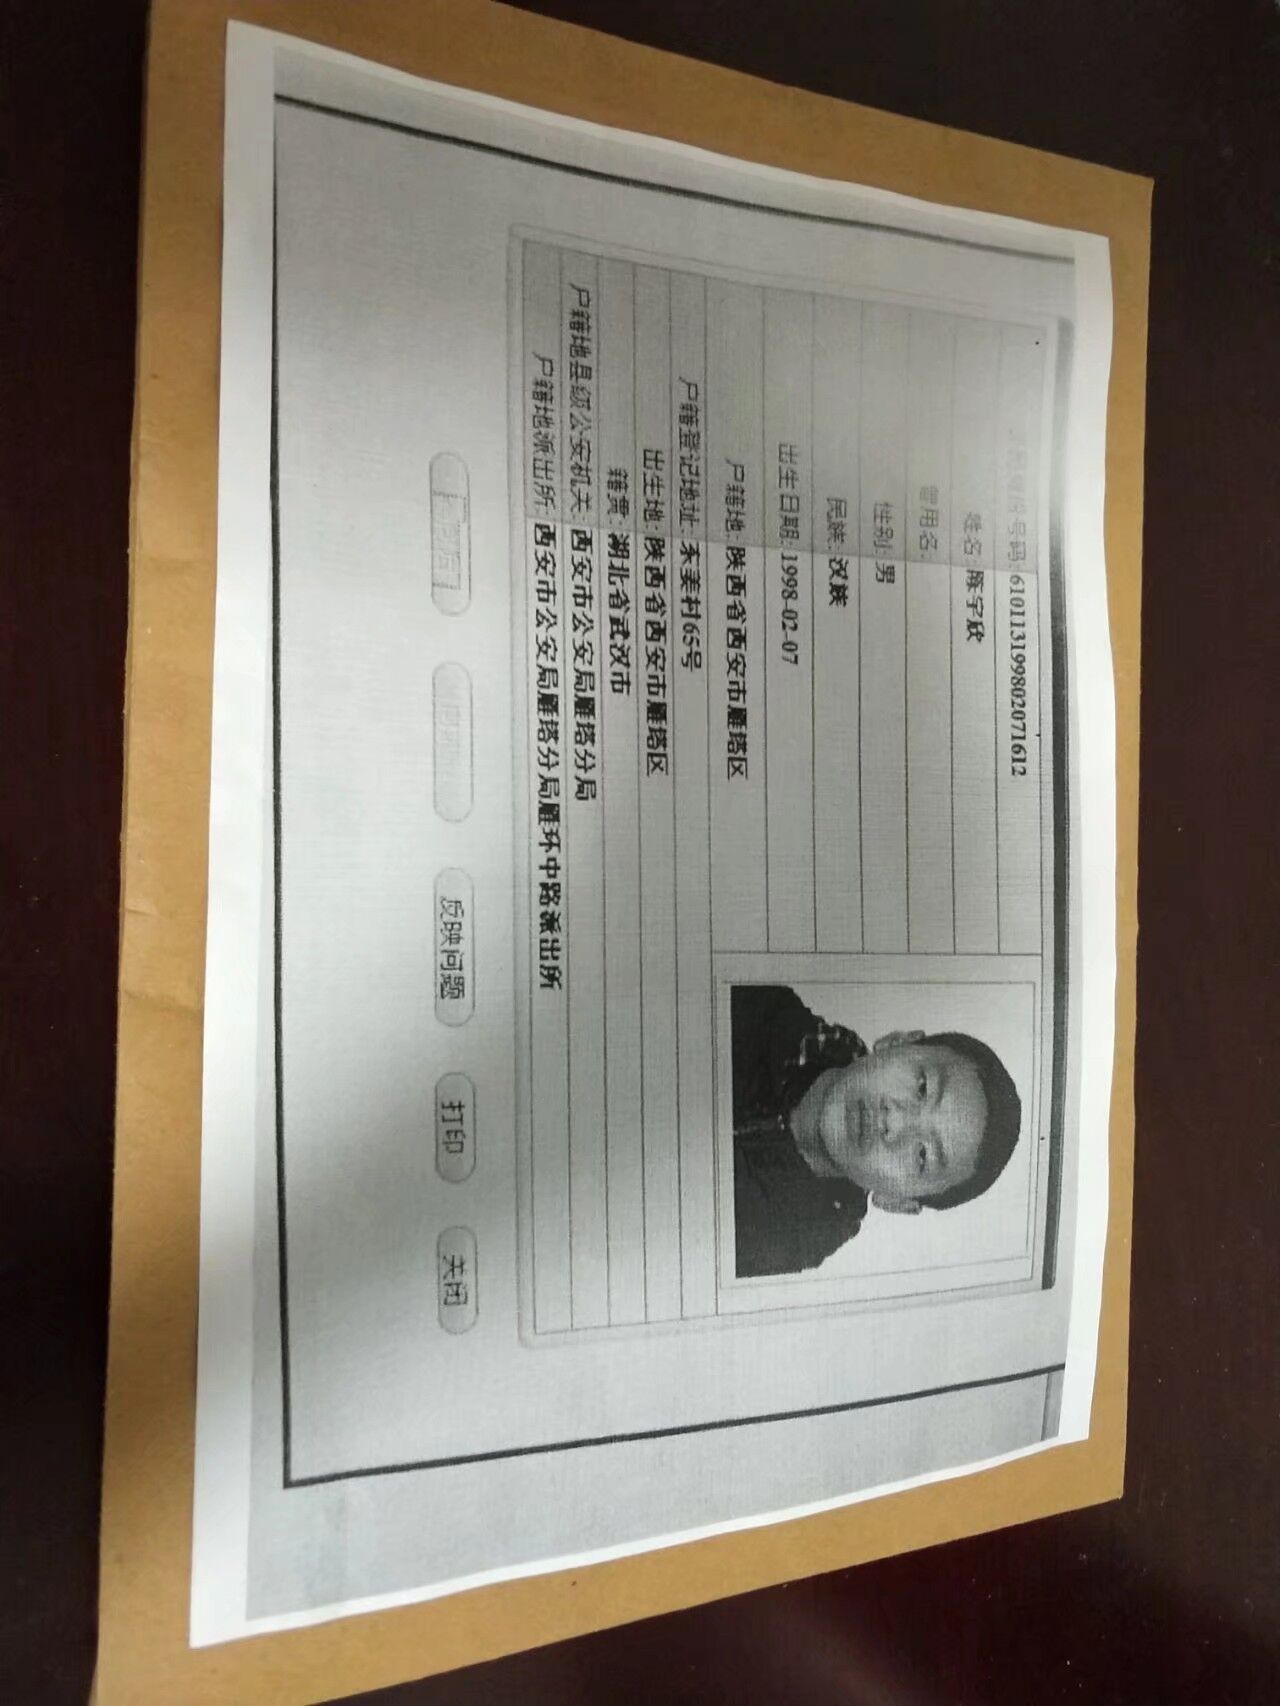 份号码:610113199802071612
姓名:陈宇欣
曾用名:
性别:男
民族:汉族
出生日期:1998-02-07
户籍地:陕西省西安市雁塔区
户籍登记地址:东姜村65号
出生地:陕西省西安市雁塔区
籍贯:湖北省武汉市
户籍地县级公安机关:西安市公安局雁塔分局
户籍地派出所:西安市公安局雁塔分局雁环中路派出所
反映问题 打印 关闭